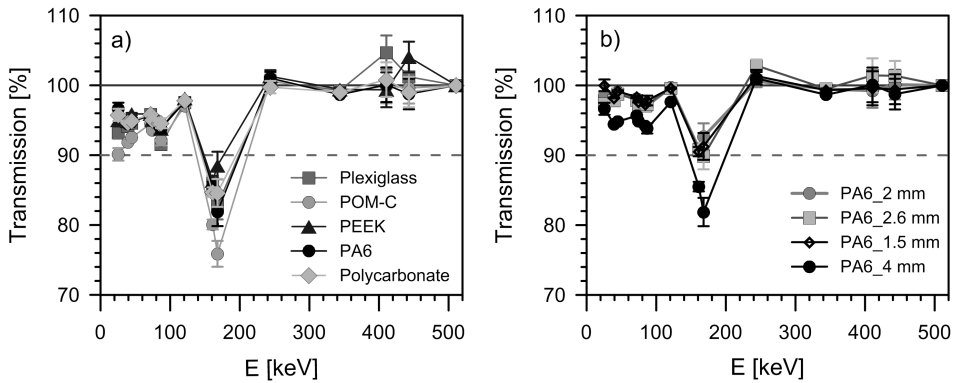 a)
Transmission [%]
110
100
90
80
70
Plexiglass
POM-C
PEEK
PA6
Polycarbonate
0 100 200 300 400 500
E [keV]
b)
Transmission [%]
110
100
90
80
70
PA6_2 mm
PA6_2.6 mm
PA6_1.5 mm
PA6_4 mm
0 100 200 300 400 500
E [keV]